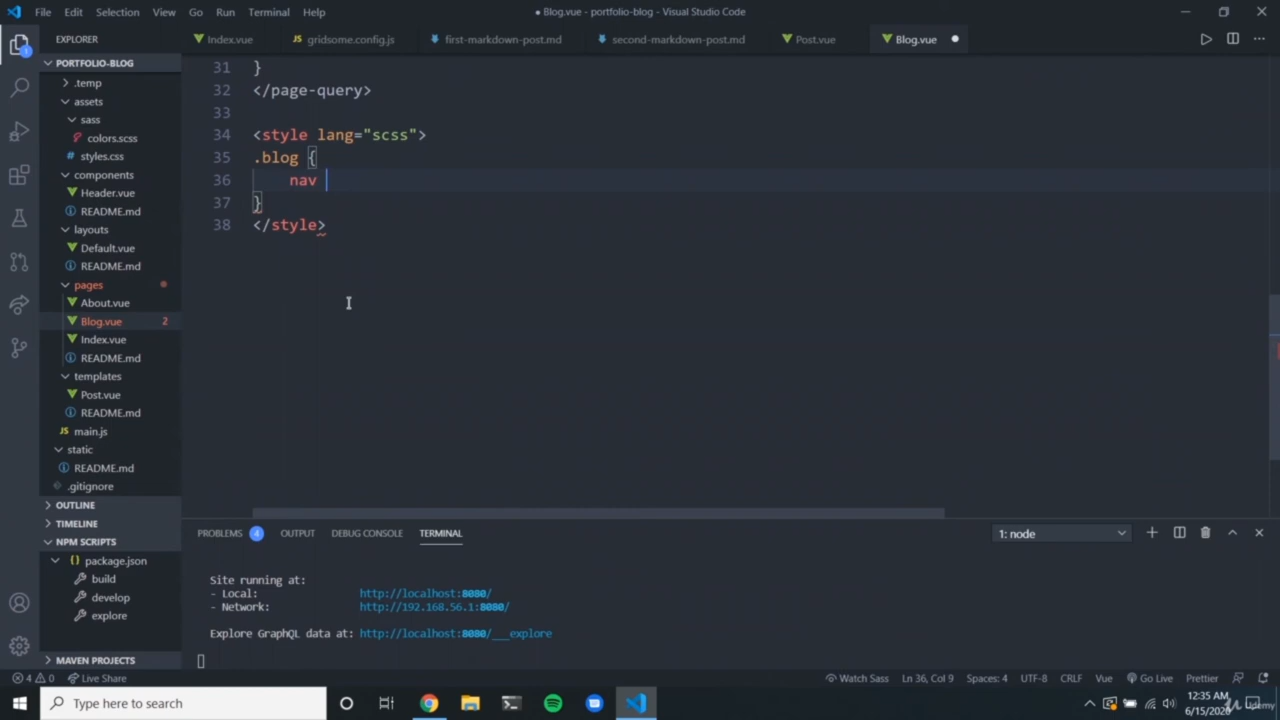 File Edit Selection View Go Run Terminal Help
● Blog.vue - portfolio-blog - Visual Studio Code
EXPLORER
Index.vue
gridsome.config.js
first-markdown-post.md
second-markdown-post.md
Post.vue
Blog.vue
PORTFOLIO-BLOG
.temp
assets
sass
colors.scss
styles.css
components
Header.vue
README.md
layouts
Default.vue
README.md
pages
About.vue
Blog.vue 2
Index.vue
README.md
templates
Post.vue
README.md
main.js
static
README.md
.gitignore
OUTLINE
TIMELINE
NPM SCRIPTS
package.json
build
develop
explore
MAVEN PROJECTS
31 }
32 </page-query>
33
34 <style lang="scss">
35 .blog {
36 nav
37 }
38 </style>
PROBLEMS 4 OUTPUT DEBUG CONSOLE TERMINAL
1: node
Site running at:
- Local: http://localhost:8080/
- Network: http://192.168.56.1:8080/
Explore GraphQL data at: http://localhost:8080/___explore
4 0 Live Share
Watch Sass Ln 36, Col 9 Spaces: 4 UTF-8 CRLF Vue Go Live Prettier
Type here to search
12:35 AM
6/15/2020
Udemy